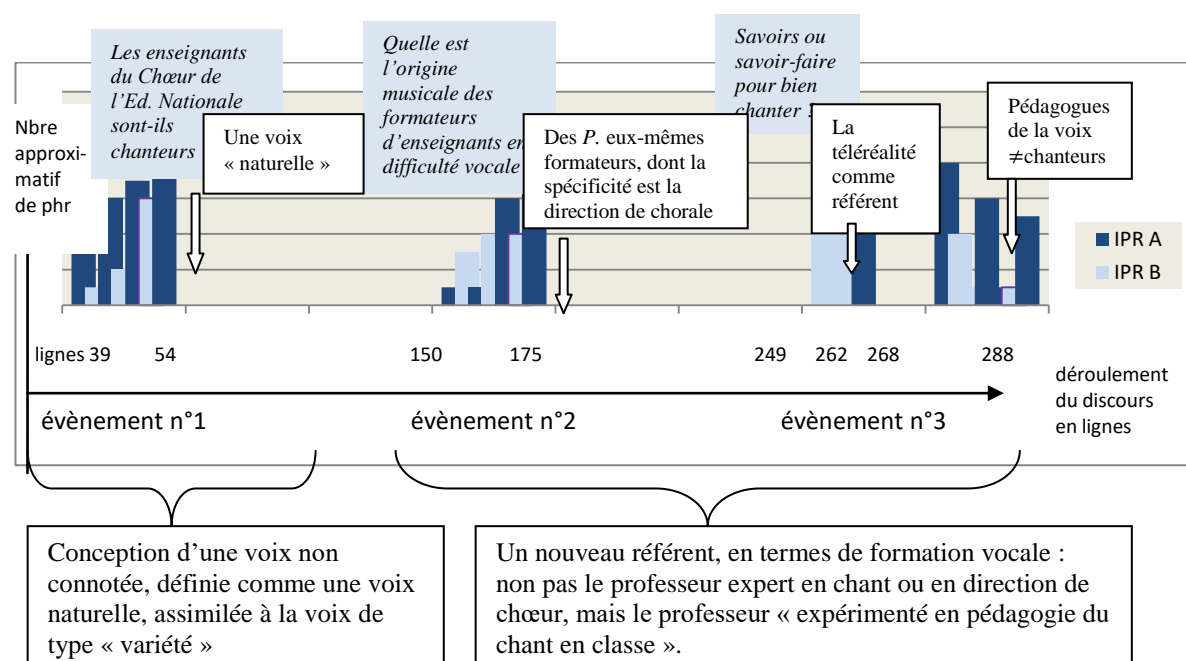 Les enseignants
du Chœur de
l’Ed. Nationale
sont-ils
chanteurs
Quelle est
l’origine
musicale des
formateurs
d’enseignants en
difficulté vocale
Savoirs ou
savoir-faire
pour bien
chanter ?
Nbre
approxi-
matif
de phr
Une voix
« naturelle »
Des P. eux-mêmes
formateurs, dont la
spécificité est la
direction de chorale
La
téléréalité
comme
référent
Pédagogues
de la voix
≠chanteurs
IPR A
IPR B
lignes 39 54 150 175 249 262 268 288
déroulement
du discours
en lignes
évènement n°1 évènement n°2 évènement n°3
Conception d’une voix non
connotée, définie comme une voix
naturelle, assimilée à la voix de
type « variété »
Un nouveau référent, en termes de formation vocale :
non pas le professeur expert en chant ou en direction de
chœur, mais le professeur « expérimenté en pédagogie du
chant en classe ».